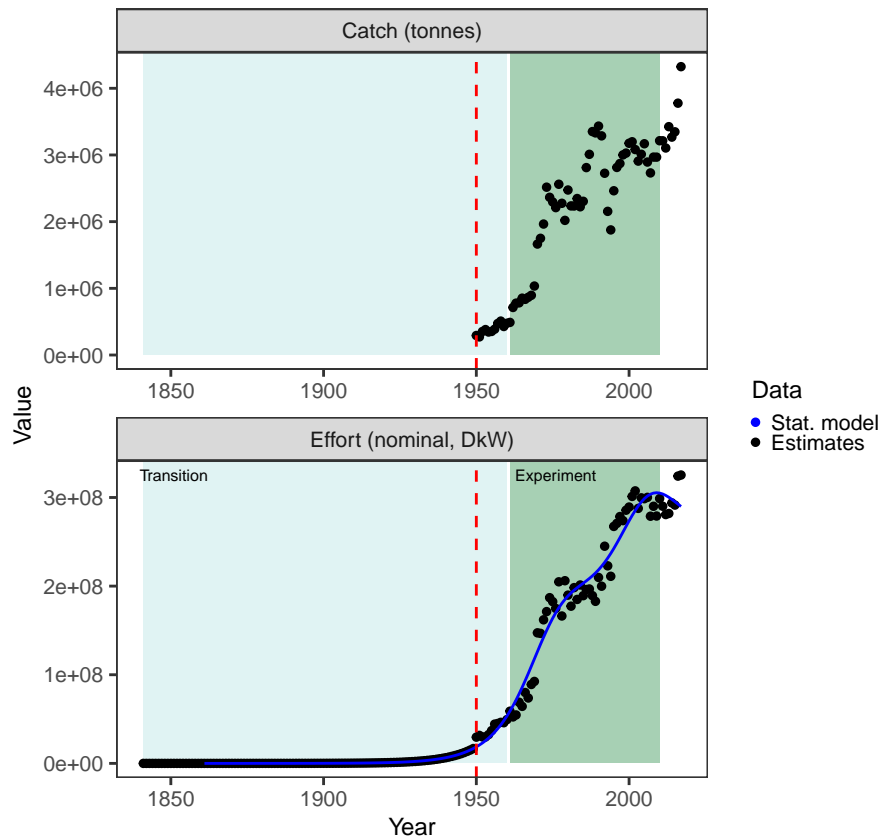 Catch (tonnes)
4e+06
3e+06
2e+06
1e+06
0e+00
1850 1900 1950 2000
Value
Effort (nominal, DkW)
Transition Experiment
3e+08
2e+08
1e+08
0e+00
1850 1900 1950 2000
Year
Data
Stat. model
Estimates